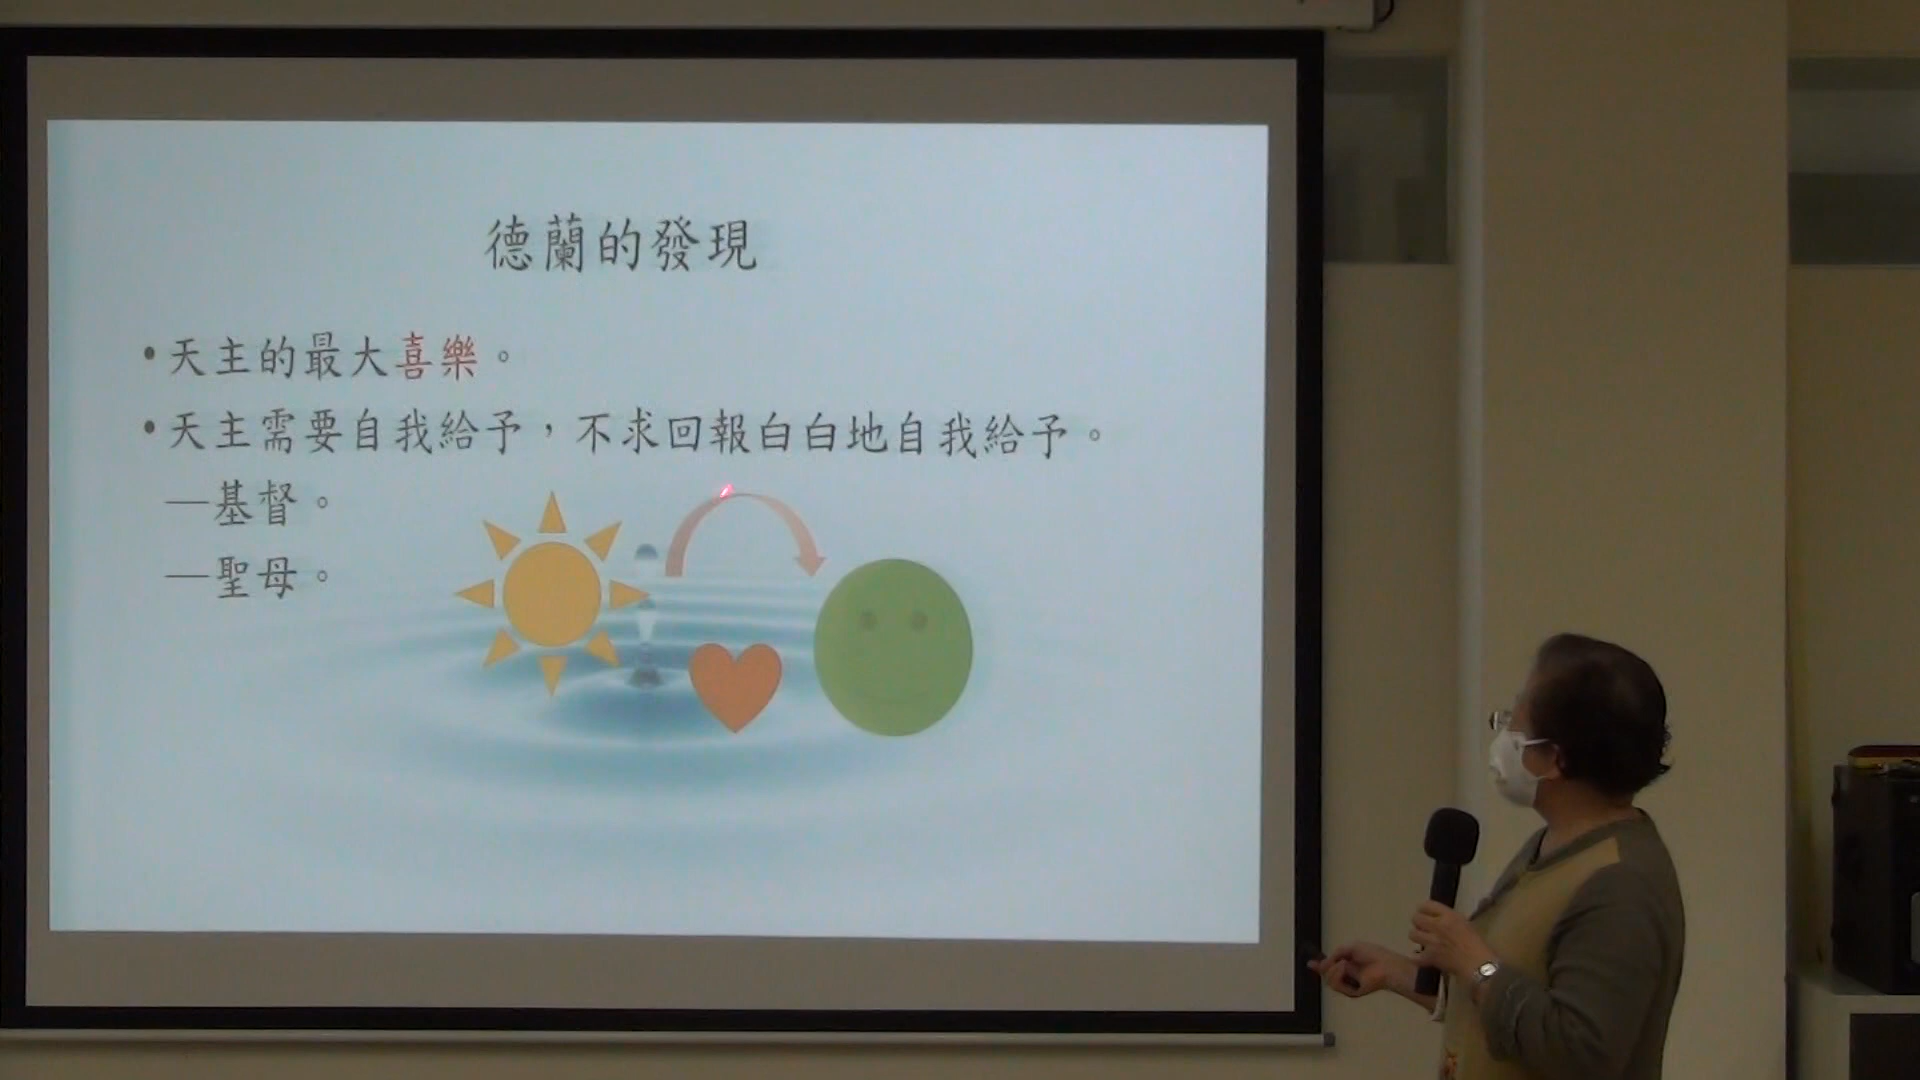 德蘭的發現
•天主的最大喜樂。
•天主需要自我給予，不求回報白白地自我給予。
—基督。
—聖母。